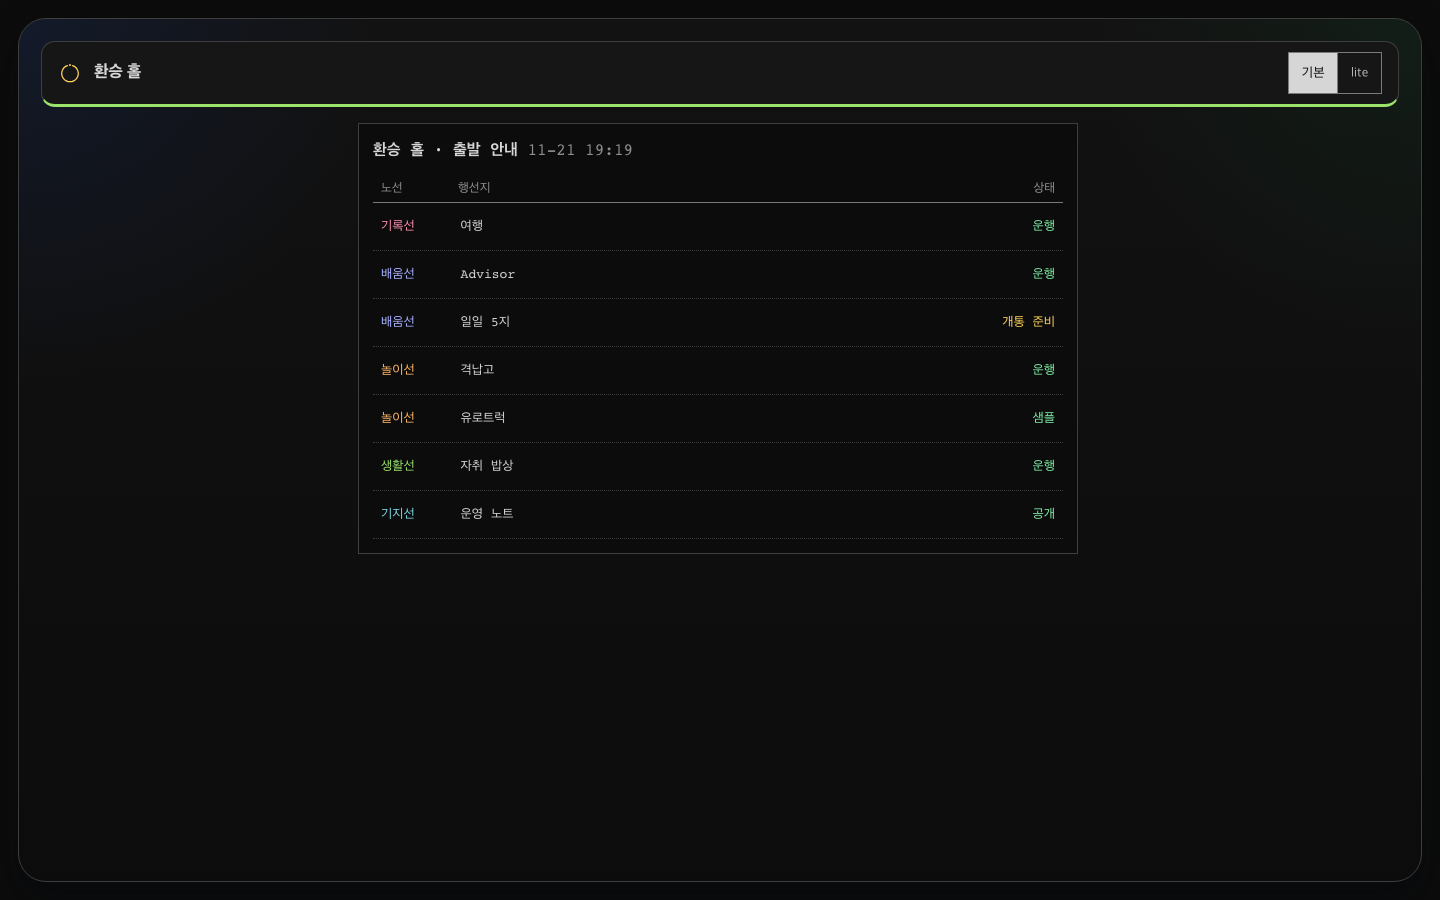 환승 홀
기본 lite
환승 홀 · 출발 안내 11-21 19:19
노선 행선지 상태
기록선 여행 운행
배움선 Advisor 운행
배움선 일일 5지 개통 준비
놀이선 격납고 운행
놀이선 유로트럭 샘플
생활선 자취 밥상 운행
기지선 운영 노트 공개